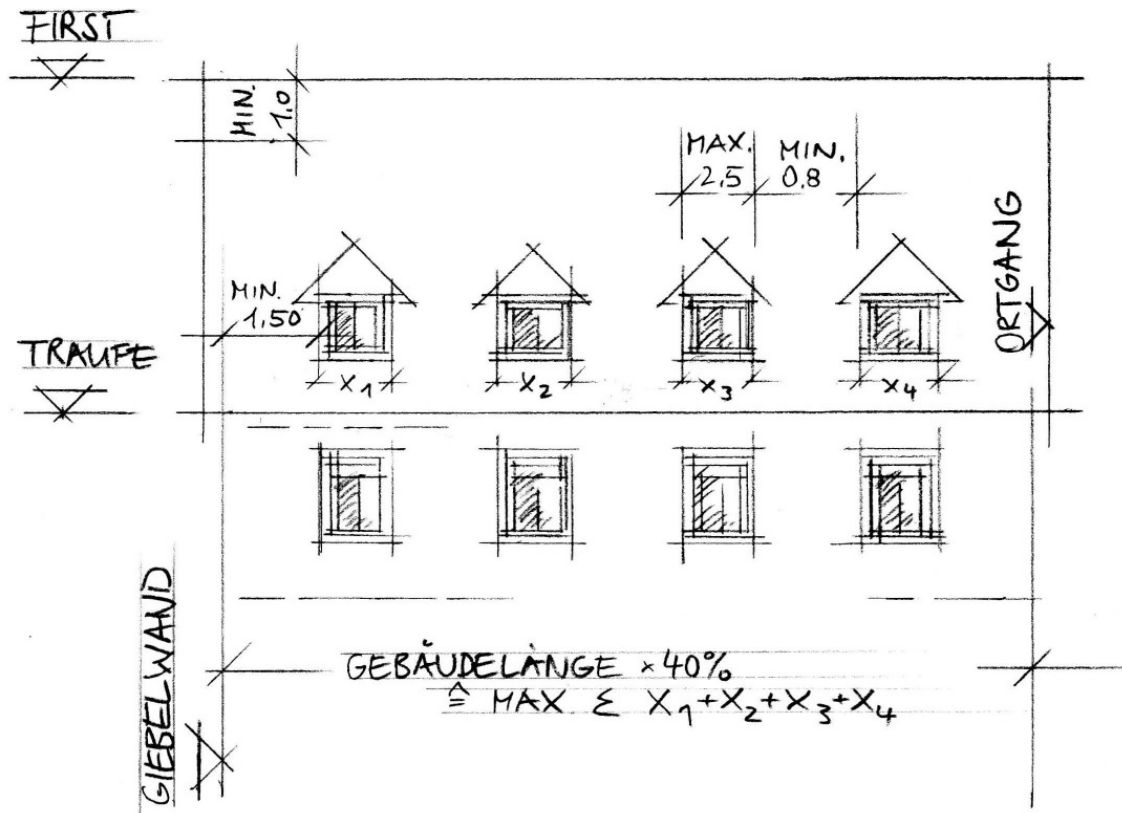 FIRST
MIN.
1.0
MAX.
2.5
MIN.
0.8
ORTGANG
MIN.
1,50
TRAUFE
X1
X2
X3
X4
GIEBELWAND
GEBÄUDELÄNGE × 40%
≙ MAX Σ X1+X2+X3+X4